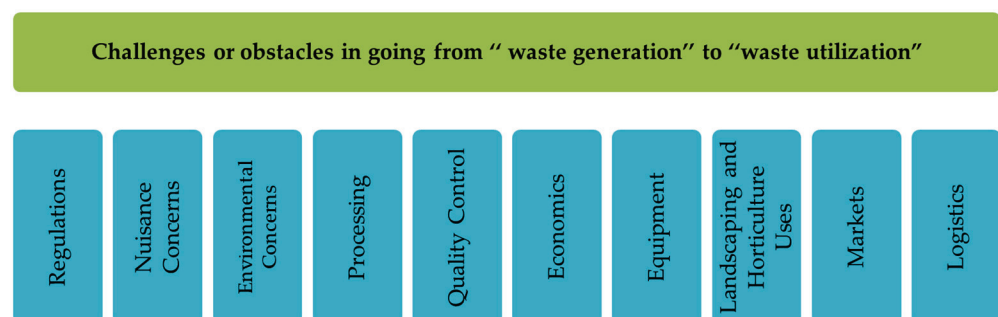 Challenges or obstacles in going from “ waste generation” to “waste utilization”
Regulations
Nuisance
Concerns
Environmental
Concerns
Processing
Quality Control
Economics
Equipment
Landscaping and
Horticulture
Uses
Markets
Logistics